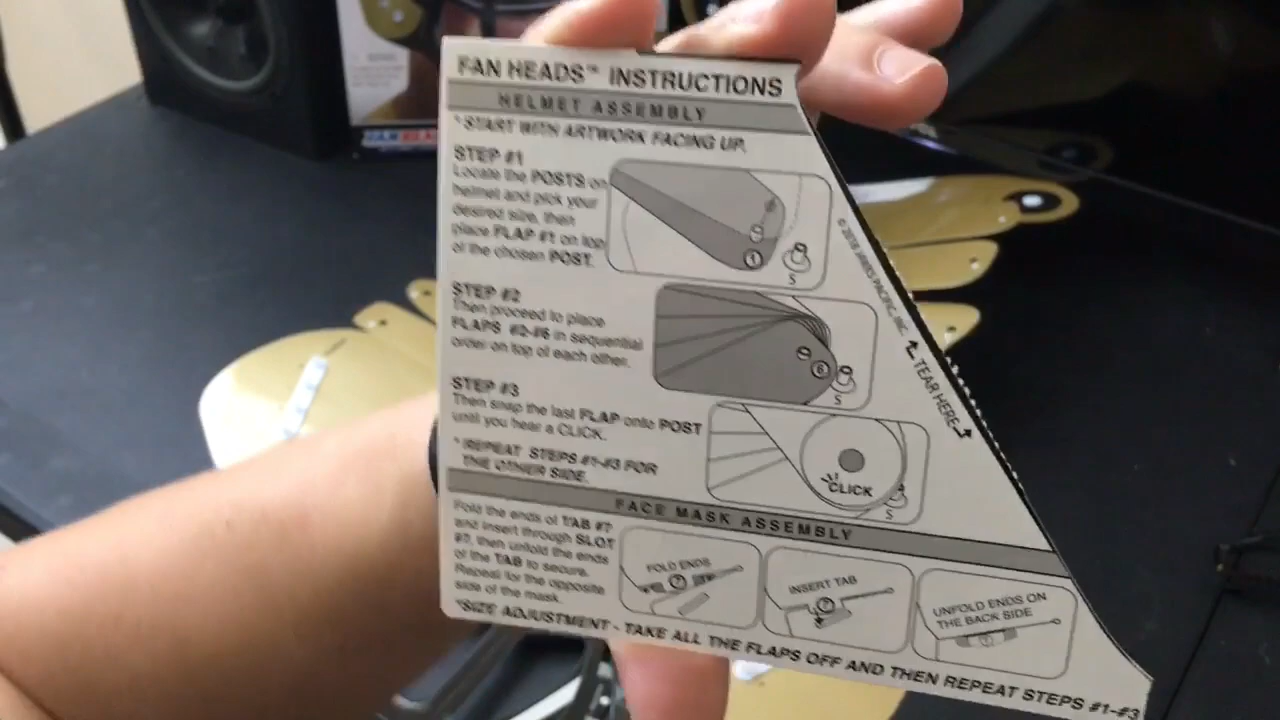 FAN HEADS™ INSTRUCTIONS
HELMET ASSEMBLY
*START WITH ARTWORK FACING UP.
STEP #1
Locate the POSTS on
helmet and pick your
desired size, then
place FLAP #1 on top
of the chosen POST.
1
S
STEP #2
Then proceed to place
FLAPS #2-#6 in sequential
order on top of each other.
6
S
STEP #3
Then snap the last FLAP onto POST
until you hear a CLICK.
*REPEAT STEPS #1-#3 FOR
THE OTHER SIDE.
CLICK
S
PACIFIC, INC.
TEAR HERE
FACE MASK ASSEMBLY
Fold the ends of TAB #7
and insert through SLOT
#7, then unfold the ends
of the TAB to secure.
Repeat for the opposite
side of the mask.
FOLD ENDS
7
INSERT TAB
7
UNFOLD ENDS ON
THE BACK SIDE
*SIZE ADJUSTMENT - TAKE ALL THE FLAPS OFF AND THEN REPEAT STEPS #1-#3